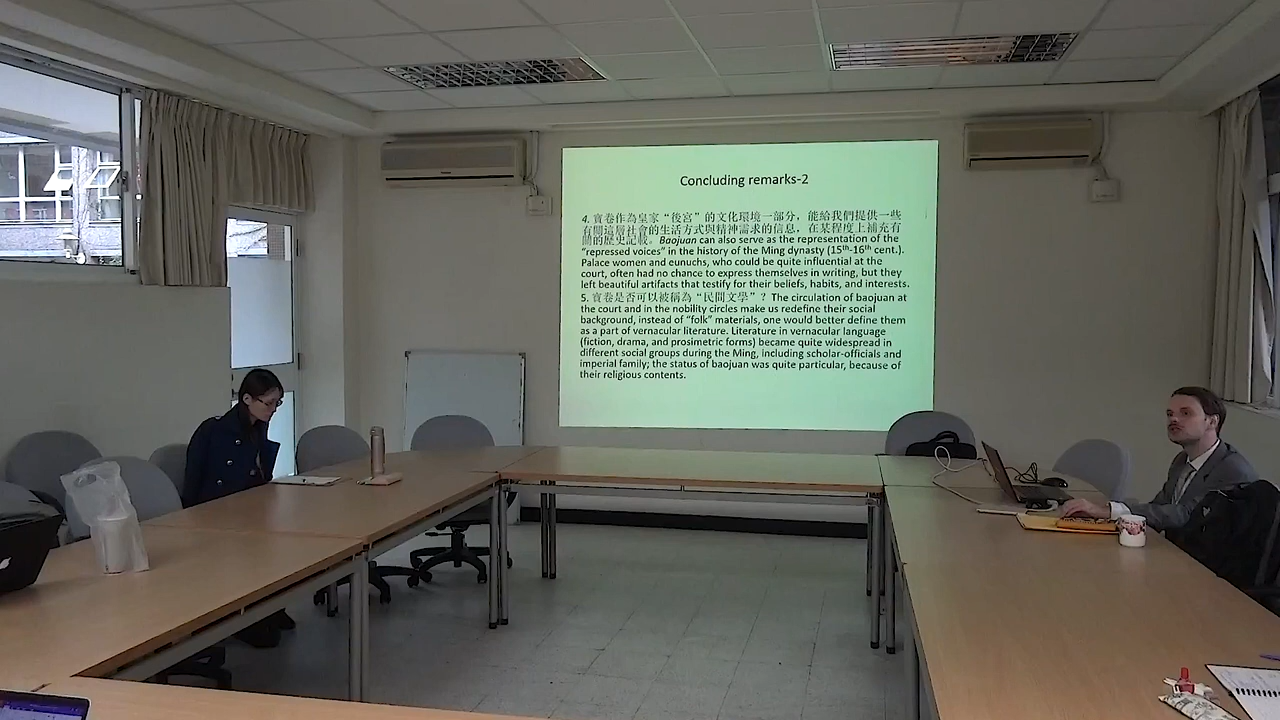 Concluding remarks-2
4. 寶卷作為皇家“後宮”的文化環境一部分，能給我們提供一些
有關這層社會的生活方式與精神需求的信息，在某程度上補充有
關的歷史記載。Baojuan can also serve as the representation of the
“repressed voices” in the history of the Ming dynasty (15th-16th cent.).
Palace women and eunuchs, who could be quite influential at the
court, often had no chance to express themselves in writing, but they
left beautiful artifacts that testify for their beliefs, habits, and interests.
5. 寶卷是否可以被稱為“民間文學”？The circulation of baojuan at
the court and in the nobility circles make us redefine their social
background, instead of “folk” materials, one would better define them
as a part of vernacular literature. Literature in vernacular language
(fiction, drama, and prosimetric forms) became quite widespread in
different social groups during the Ming, including scholar-officials and
imperial family; the status of baojuan was quite particular, because of
their religious contents.